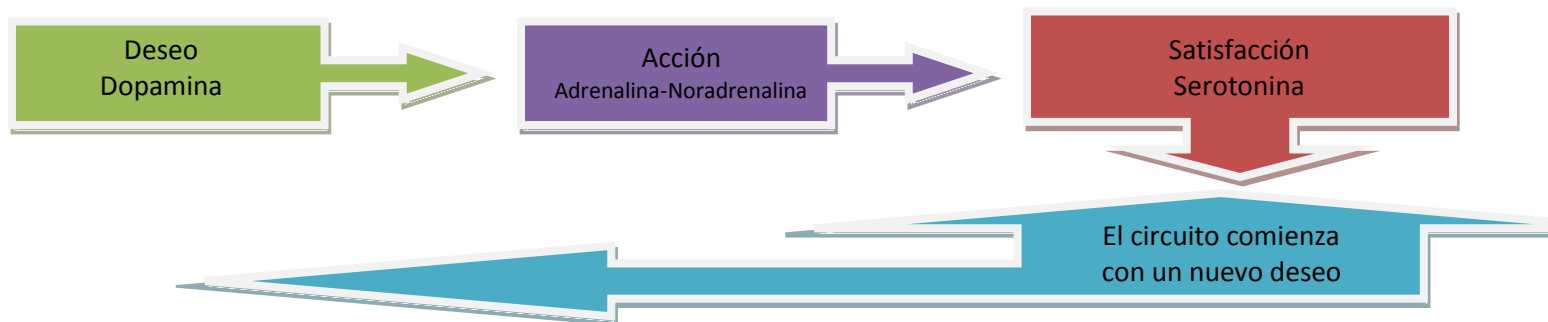 Deseo
Dopamina
Acción
Adrenalina-Noradrenalina
Satisfacción
Serotonina
El circuito comienza
con un nuevo deseo